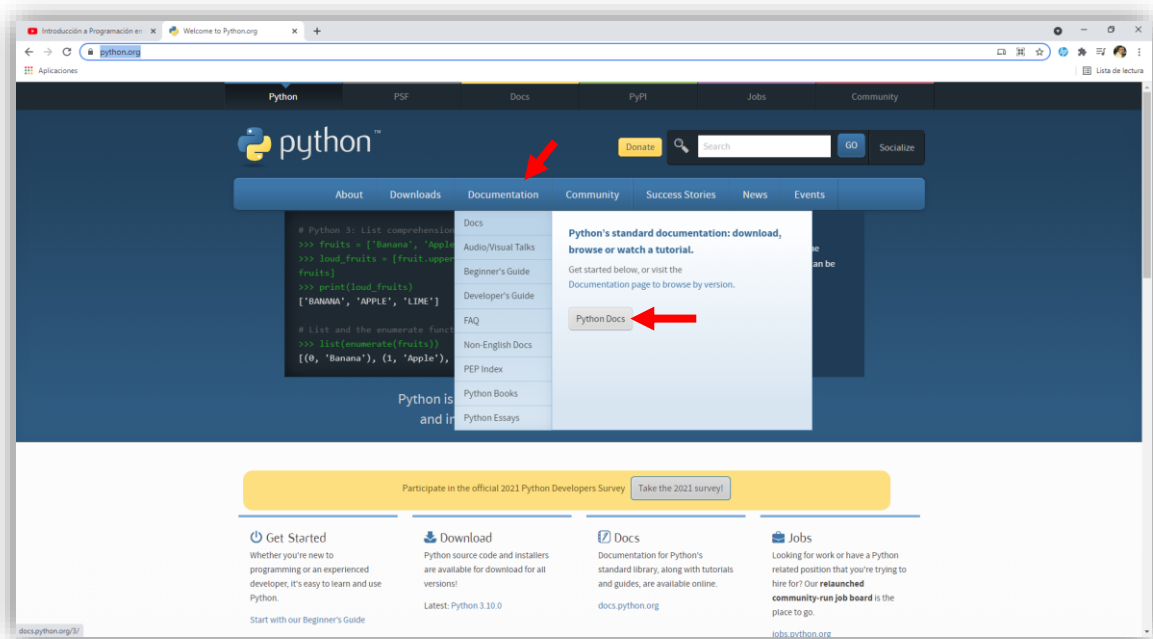 Introducción a Programación en
Welcome to Python.org
python.org
Aplicaciones
Lista de lectura
Python PSF Docs PyPI Jobs Community
python™
Donate Search GO Socialize
About Downloads Documentation Community Success Stories News Events
# Python 3: List comprehension
>>> fruits = ['Banana', 'Apple
>>> loud_fruits = [fruit.upper
fruits]
>>> print(loud_fruits)
['BANANA', 'APPLE', 'LIME']
# List and the enumerate funct
>>> list(enumerate(fruits))
[(0, 'Banana'), (1, 'Apple'),
Docs
Audio/Visual Talks
Beginner's Guide
Developer's Guide
FAQ
Non-English Docs
PEP Index
Python Books
Python Essays
Python's standard documentation: download,
browse or watch a tutorial.
Get started below, or visit the
Documentation page to browse by version.
Python Docs
an be
Python is
and in
Participate in the official 2021 Python Developers Survey Take the 2021 survey!
Get Started
Whether you're new to
programming or an experienced
developer, it's easy to learn and use
Python.
Start with our Beginner's Guide
Download
Python source code and installers
are available for download for all
versions!
Latest: Python 3.10.0
Docs
Documentation for Python's
standard library, along with tutorials
and guides, are available online.
docs.python.org
Jobs
Looking for work or have a Python
related position that you're trying to
hire for? Our relaunched
community-run job board is the
place to go.
jobs.python.org
docs.python.org/3/